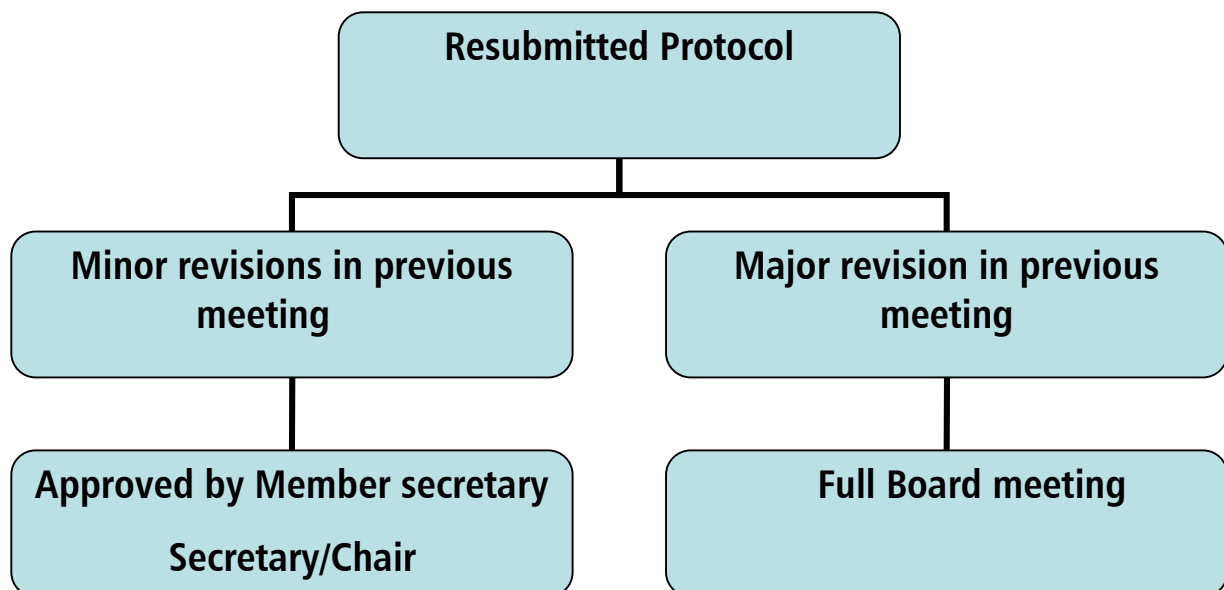 Resubmitted Protocol
Minor revisions in previous
meeting
Major revision in previous
meeting
Approved by Member secretary
Secretary/Chair
Full Board meeting